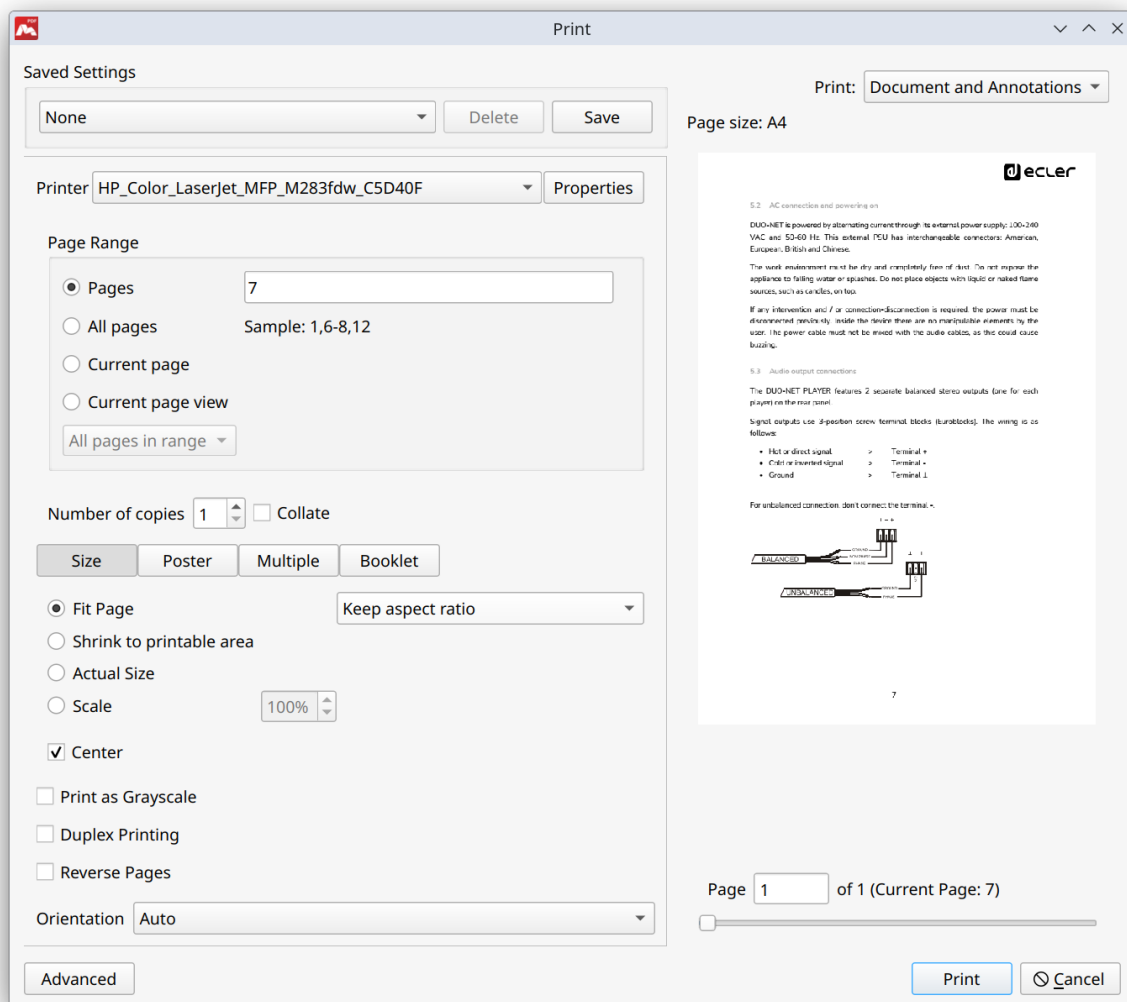 Print
Saved Settings
None
Delete
Save
Print:
Document and Annotations
Page size: A4
Printer
HP_Color_LaserJet_MFP_M283fdw_C5D40F
Properties
Page Range
Pages
7
All pages
Sample: 1,6-8,12
Current page
Current page view
All pages in range
Number of copies
1
Collate
Size
Poster
Multiple
Booklet
Fit Page
Keep aspect ratio
Shrink to printable area
Actual Size
Scale
100%
Center
Print as Grayscale
Duplex Printing
Reverse Pages
Orientation
Auto
Advanced
ecler
5.2 AC connection and powering on
DUO-NET is powered by alternating current through its external power supply: 100-240
VAC and 50-60 Hz. This external PSU has interchangeable connectors: American,
European, British and Chinese.
The work environment must be dry and completely free of dust. Do not expose the
appliance to falling water or splashes. Do not place objects with liquid or naked flame
sources, such as candles, on top.
If any intervention and / or connection-disconnection is required, the power must be
disconnected previously. Inside the device there are no manipulable elements by the
user. The power cable must not be mixed with the audio cables, as this could cause
buzzing.
5.3 Audio output connections
The DUO-NET PLAYER features 2 separate balanced stereo outputs (one for each
player) on the rear panel.
Signal outputs use 3-position screw terminal blocks (Euroblocks). The wiring is as
follows:
• Hot or direct signal > Terminal +
• Cold or inverted signal > Terminal -
• Ground > Terminal ⊥
For unbalanced connection, don't connect the terminal -.
BALANCED
UNBALANCED
7
Page
1
of 1 (Current Page: 7)
Print
Cancel